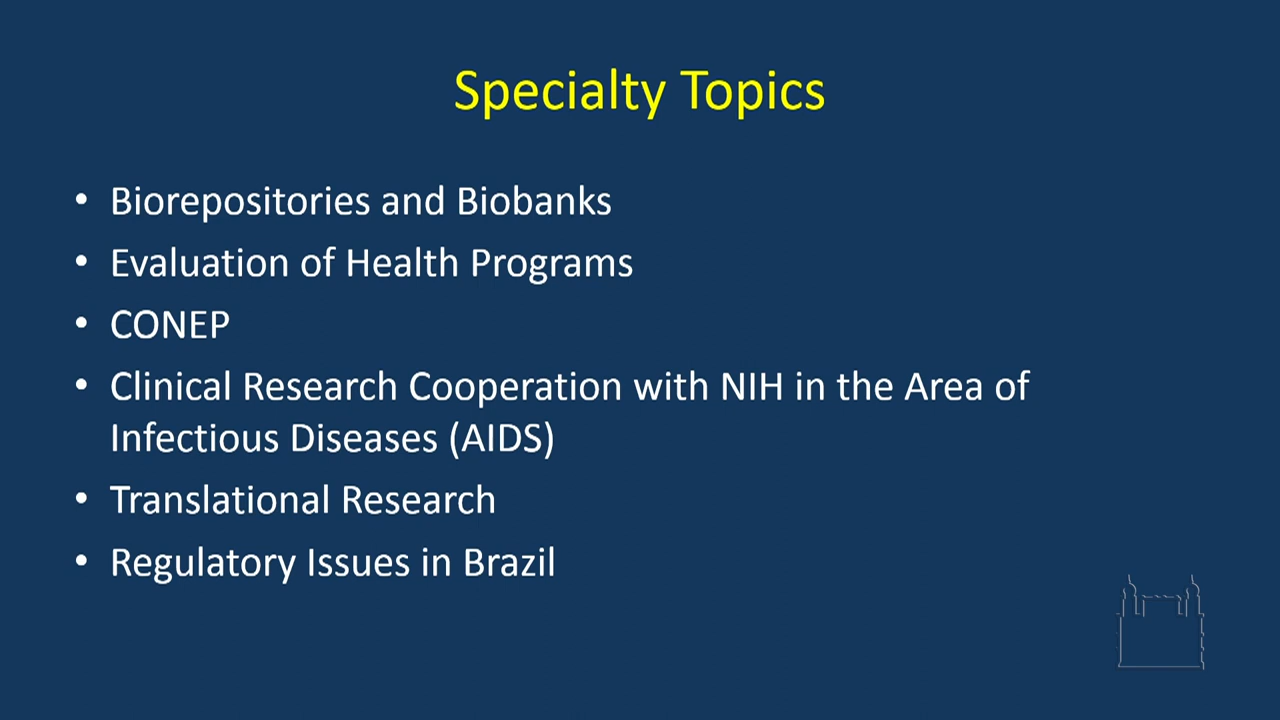 Specialty Topics
• Biorepositories and Biobanks
• Evaluation of Health Programs
• CONEP
• Clinical Research Cooperation with NIH in the Area of
Infectious Diseases (AIDS)
• Translational Research
• Regulatory Issues in Brazil